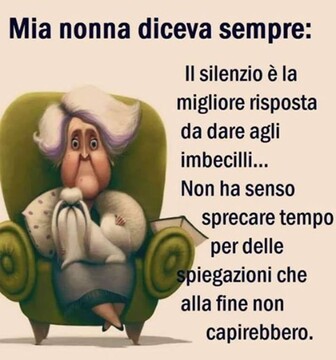 Mia nonna diceva sempre:
Il silenzio è la
migliore risposta
da dare agli
imbecilli...
Non ha senso
sprecare tempo
per delle
spiegazioni che
alla fine non
capirebbero.